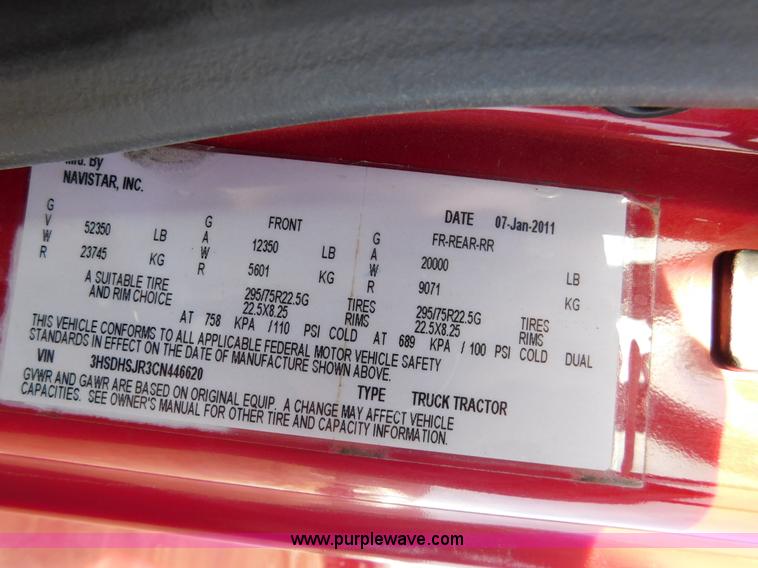 Mfg. By
NAVISTAR, INC.
DATE 07-Jan-2011
G V W R
52350 LB
23745 KG
G A W R
FRONT
12350 LB
5601 KG
G A W R
FR-REAR-RR
20000 LB
9071 KG
A SUITABLE TIRE AND RIM CHOICE
295/75R22.5G TIRES 295/75R22.5G TIRES
22.5X8.25 RIMS 22.5X8.25 RIMS
AT 758 KPA /110 PSI COLD AT 689 KPA / 100 PSI COLD DUAL
THIS VEHICLE CONFORMS TO ALL APPLICABLE FEDERAL MOTOR VEHICLE SAFETY
STANDARDS IN EFFECT ON THE DATE OF MANUFACTURE SHOWN ABOVE.
VIN 3HSDHSJR3CN446620 TYPE TRUCK TRACTOR
GVWR AND GAWR ARE BASED ON ORIGINAL EQUIP. A CHANGE MAY AFFECT VEHICLE
CAPACITIES. SEE OWNER'S MANUAL FOR OTHER TIRE AND CAPACITY INFORMATION.
www.purplewave.com